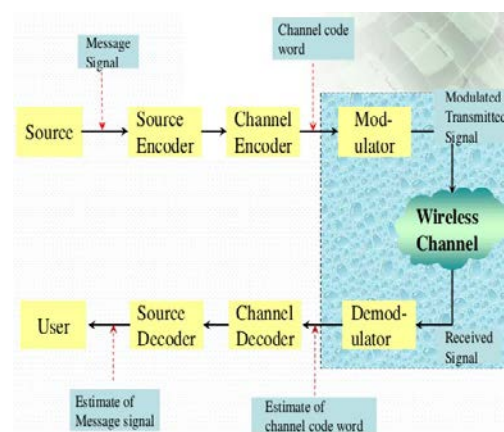 Message
Signal
Channel code
word
Source
Source
Encoder
Channel
Encoder
Mod-
ulator
Modulated
Transmitted
Signal
Wireless
Channel
User
Source
Decoder
Channel
Decoder
Demod-
ulator
Received
Signal
Estimate of
Message signal
Estimate of
channel code word